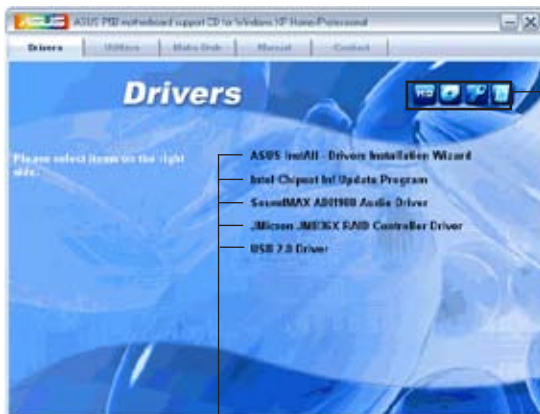 ASUS P5B motherboard support CD for Windows XP Home/Professional
Drivers Utilities Make Disk Manual Contact
Drivers
Please select items on the right side.
ASUS InstAll - Drivers Installation Wizard
Intel Chipset Inf Update Program
SoundMAX AD1988 Audio Driver
JMicron JMB36X RAID Controller Driver
USB 2.0 Driver